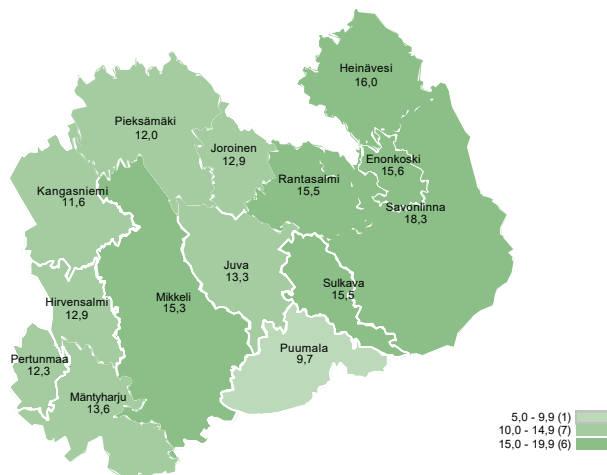 Heinävesi
16,0
Pieksämäki
12,0
Joroinen
12,9
Enonkoski
15,6
Rantasalmi
15,5
Kangasniemi
11,6
Savonlinna
18,3
Juva
13,3
Sulkava
15,5
Mikkeli
15,3
Hirvensalmi
12,9
Puumala
9,7
Pertunmaa
12,3
Mäntyharju
13,6
5,0 - 9,9 (1)
10,0 - 14,9 (7)
15,0 - 19,9 (6)